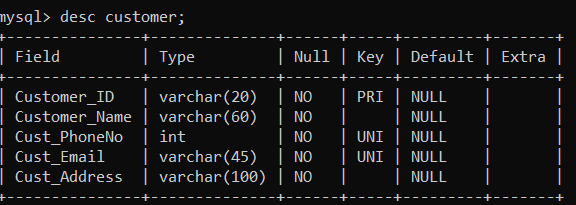 mysql> desc customer;
+---------------+--------------+------+-----+---------+-------+
| Field         | Type         | Null | Key | Default | Extra |
+---------------+--------------+------+-----+---------+-------+
| Customer_ID   | varchar(20)  | NO   | PRI | NULL    |       |
| Customer_Name | varchar(60)  | NO   |     | NULL    |       |
| Cust_PhoneNo  | int          | NO   | UNI | NULL    |       |
| Cust_Email    | varchar(45)  | NO   | UNI | NULL    |       |
| Cust_Address  | varchar(100) | NO   |     | NULL    |       |
+---------------+--------------+------+-----+---------+-------+